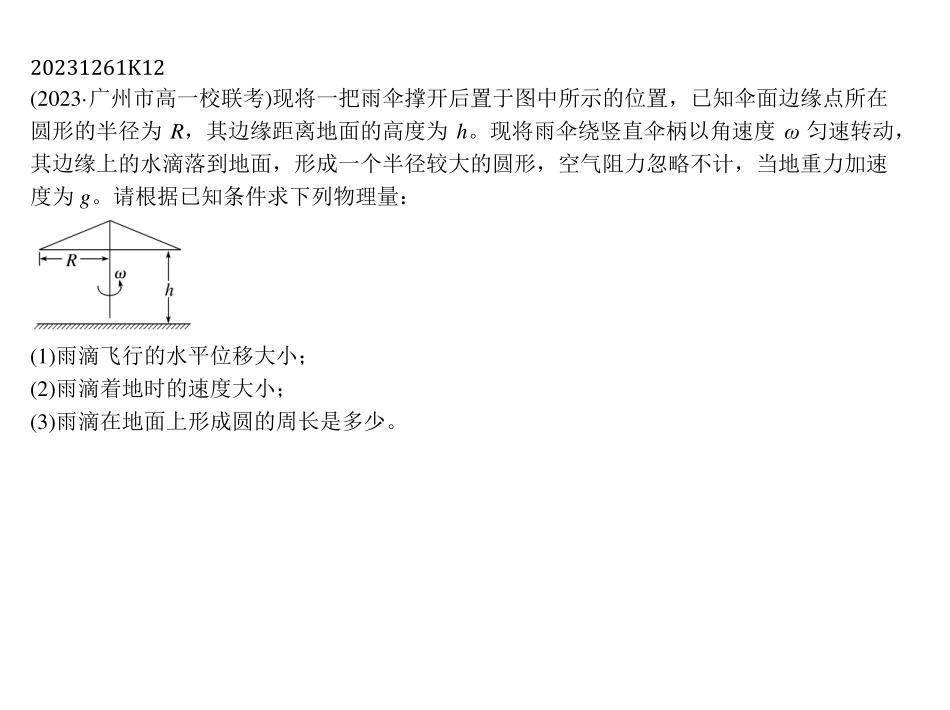 20231261K12
(2023·广州市高一校联考)现将一把雨伞撑开后置于图中所示的位置，已知伞面边缘点所在
圆形的半径为 R，其边缘距离地面的高度为 h。现将雨伞绕竖直伞柄以角速度 ω 匀速转动，
其边缘上的水滴落到地面，形成一个半径较大的圆形，空气阻力忽略不计，当地重力加速
度为 g。请根据已知条件求下列物理量：
R
ω
h
(1)雨滴飞行的水平位移大小；
(2)雨滴着地时的速度大小；
(3)雨滴在地面上形成圆的周长是多少。